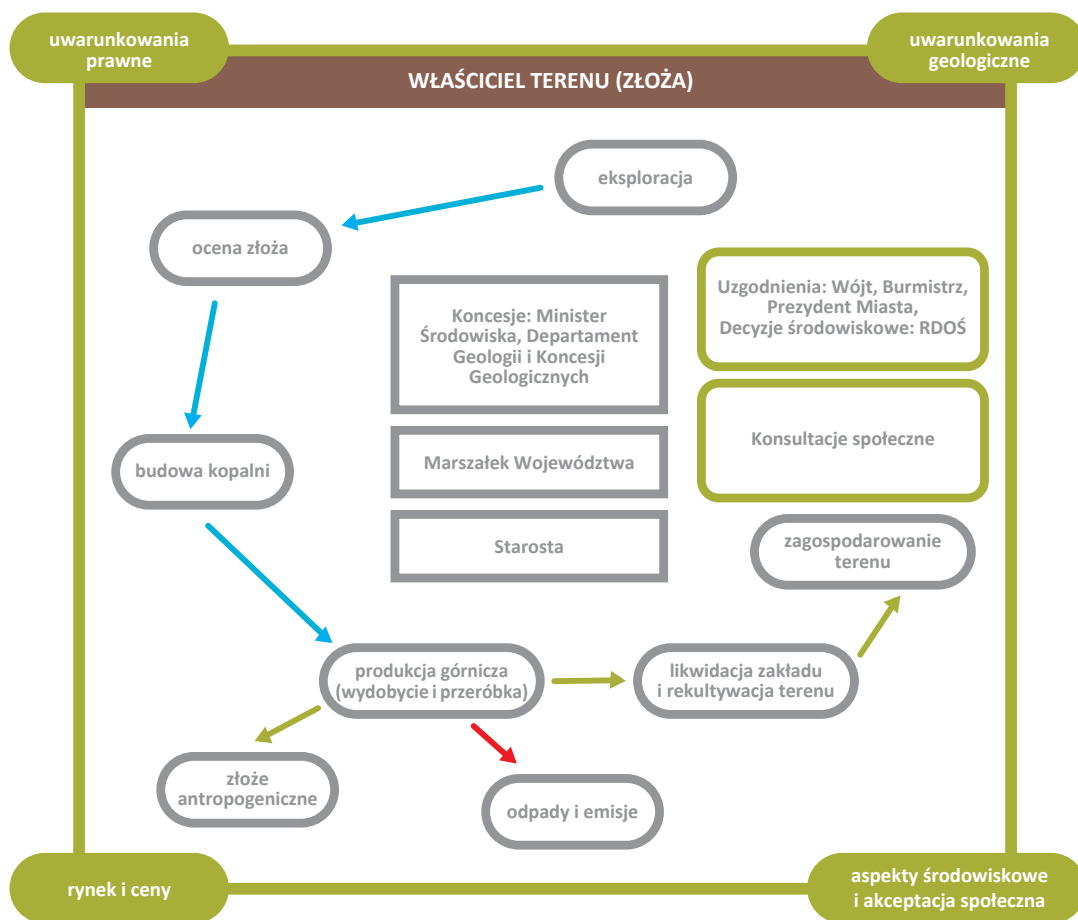 uwarunkowania
prawne
uwarunkowania
geologiczne
WŁAŚCICIEL TERENU (ZŁOŻA)
eksploracja
ocena złoża
Koncesje: Minister
Środowiska, Departament
Geologii i Koncesji
Geologicznych
Uzgodnienia: Wójt, Burmistrz,
Prezydent Miasta,
Decyzje środowiskowe: RDOŚ
Konsultacje społeczne
budowa kopalni
Marszałek Województwa
Starosta
zagospodarowanie
terenu
produkcja górnicza
(wydobycie i przeróbka)
likwidacja zakładu
i rekultywacja terenu
złoże
antropogeniczne
odpady i emisje
rynek i ceny
aspekty środowiskowe
i akceptacja społeczna